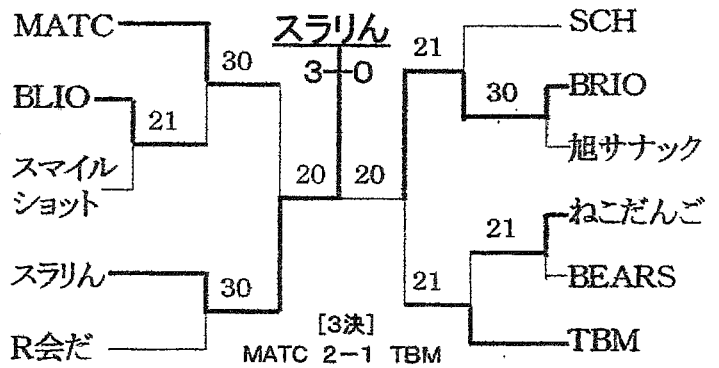 スラリん
3-0
MATC
30
BLIO
21
スマイル
ショット
20
スラリん
30
R会だ
SCH
21
BRIO
30
旭サナック
20
ねこだんご
21
BEARS
21
TBM
[3決]
MATC 2-1 TBM